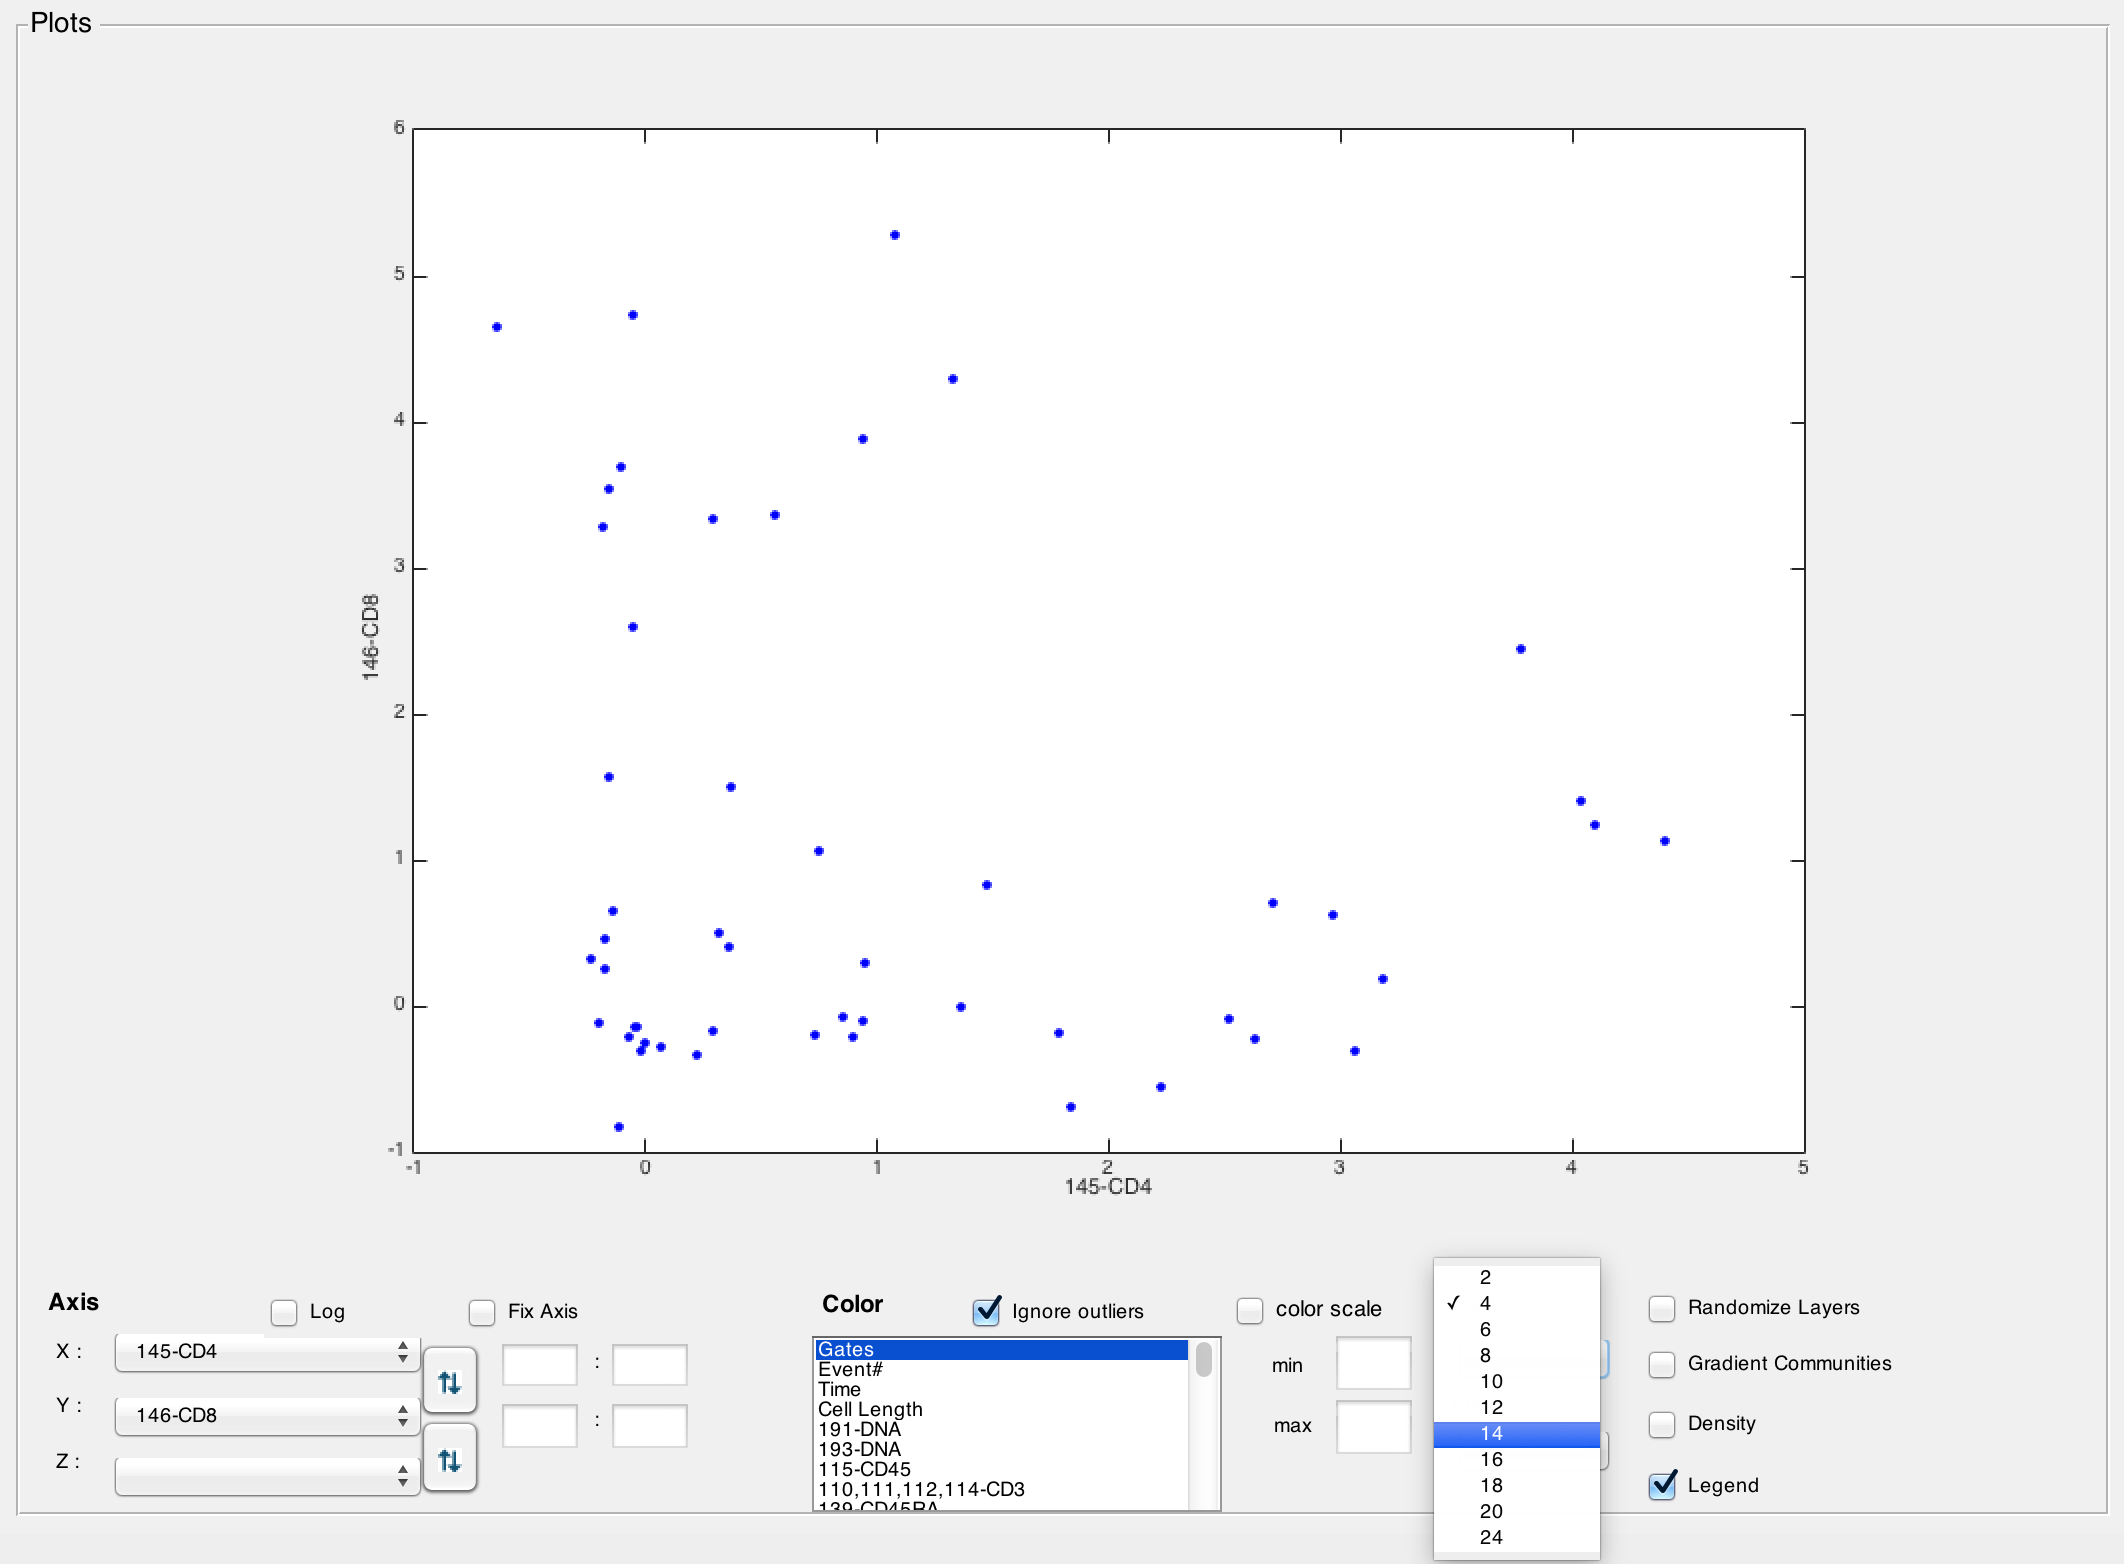 Plots
6
5
4
3
2
1
0
-1
146-CD8
-1 0 1 2 3 4 5
145-CD4
Axis
Log
Fix Axis
X :
145-CD4
:
Y :
146-CD8
:
Z :
Color
Ignore outliers
Gates
Event#
Time
Cell Length
191-DNA
193-DNA
115-CD45
110,111,112,114-CD3
139-CD45RA
color scale
min
max
2
✓ 4
6
8
10
12
14
16
18
20
24
Randomize Layers
Gradient Communities
Density
Legend